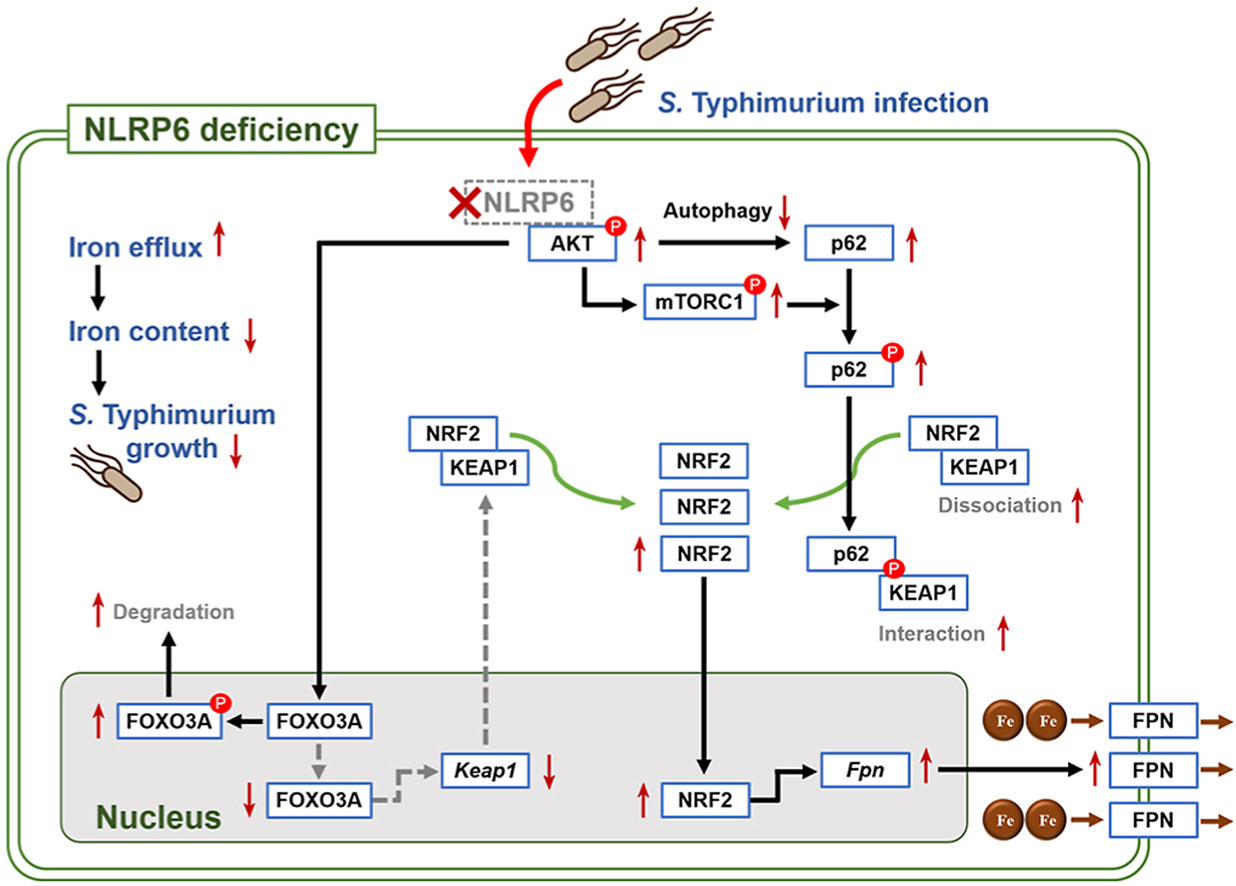 S. Typhimurium infection
NLRP6 deficiency
NLRP6
AKT
P
Autophagy
p62
mTORC1
P
p62
P
Iron efflux
Iron content
S. Typhimurium
growth
NRF2
KEAP1
NRF2
NRF2
NRF2
NRF2
KEAP1
Dissociation
p62
P
KEAP1
Interaction
Degradation
FOXO3A
P
FOXO3A
FOXO3A
Keap1
NRF2
Fpn
Nucleus
Fe Fe
FPN
FPN
Fe Fe
FPN